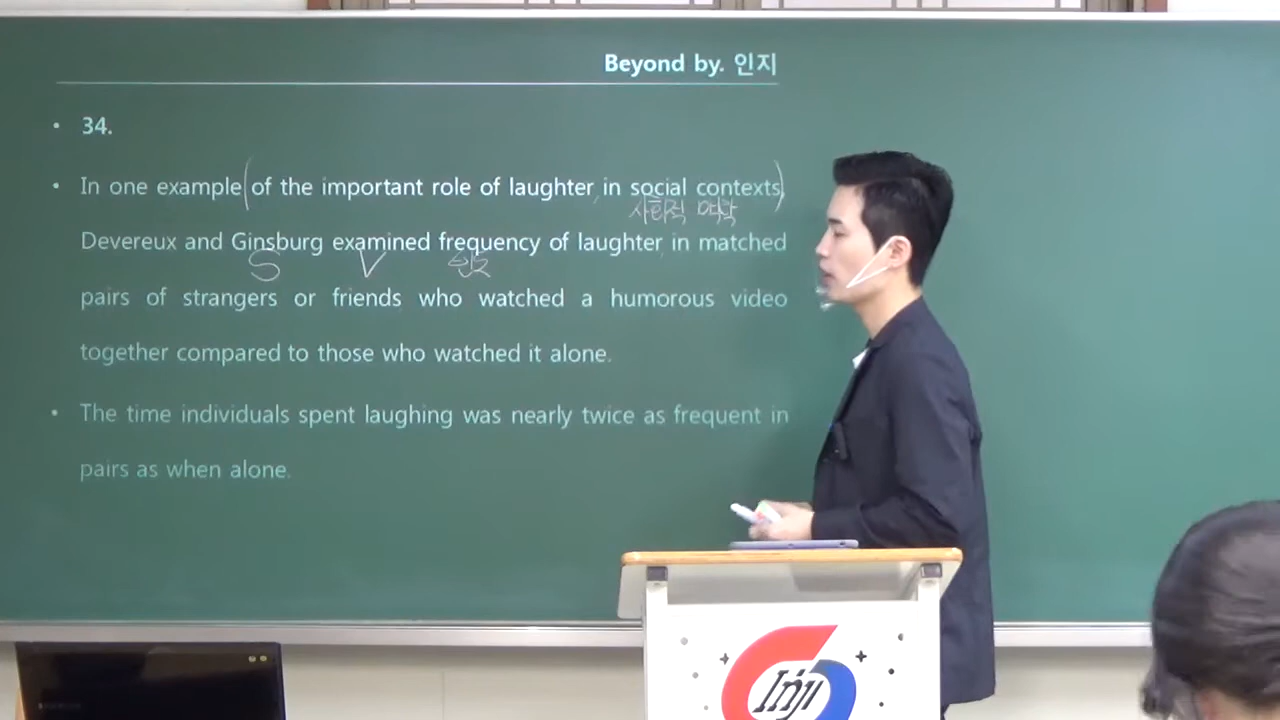 Beyond by. 인지
• 34.
• In one example (of the important role of laughter, in social contexts)
사회적 맥락
Devereux and Ginsburg examined frequency of laughter, in matched
S V 빈도
pairs of strangers or friends who watched a humorous video
together compared to those who watched it alone.
• The time individuals spent laughing was nearly twice as frequent in
pairs as when alone.
Inji